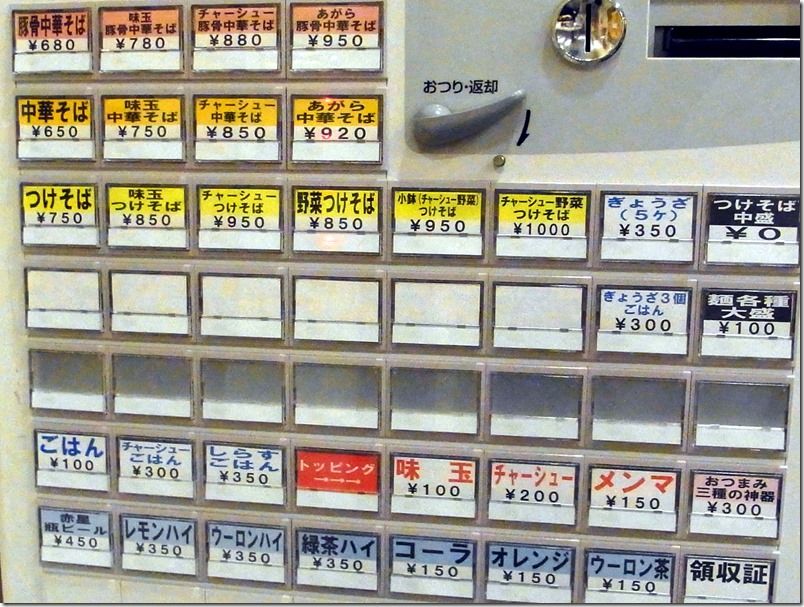 豚骨中華そば
¥680
味玉
豚骨中華そば
¥780
チャーシュー
豚骨中華そば
¥880
あがら
豚骨中華そば
¥950
おつり・返却
中華そば
¥650
味玉
中華そば
¥750
チャーシュー
中華そば
¥850
あがら
中華そば
¥920
つけそば
¥750
味玉
つけそば
¥850
チャーシュー
つけそば
¥950
野菜つけそば
¥850
小鉢(チャーシュー野菜)
つけそば
¥950
チャーシュー野菜
つけそば
¥1000
ぎょうざ
(5ヶ)
¥350
つけそば
中盛
¥0
ぎょうざ3個
ごはん
¥300
麺各種
大盛
¥100
ごはん
¥100
チャーシュー
ごはん
¥300
しらす
ごはん
¥350
トッピング
→→→
味玉
¥100
チャーシュー
¥200
メンマ
¥150
おつまみ
三種の神器
¥300
赤星
瓶ビール
¥450
レモンハイ
¥350
ウーロンハイ
¥350
緑茶ハイ
¥350
コーラ
¥150
オレンジ
¥150
ウーロン茶
¥150
領収証